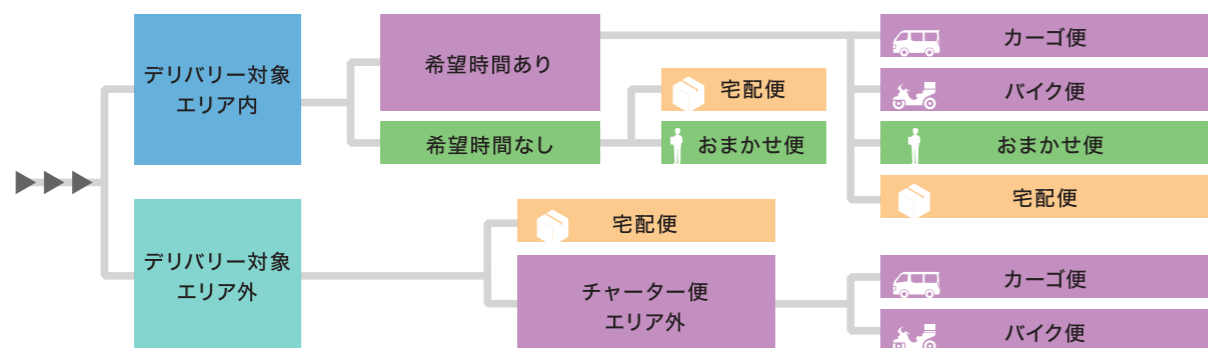 デリバリー対象
エリア内
希望時間あり
希望時間なし
宅配便
おまかせ便
カーゴ便
バイク便
おまかせ便
宅配便
デリバリー対象
エリア外
宅配便
チャーター便
エリア外
カーゴ便
バイク便